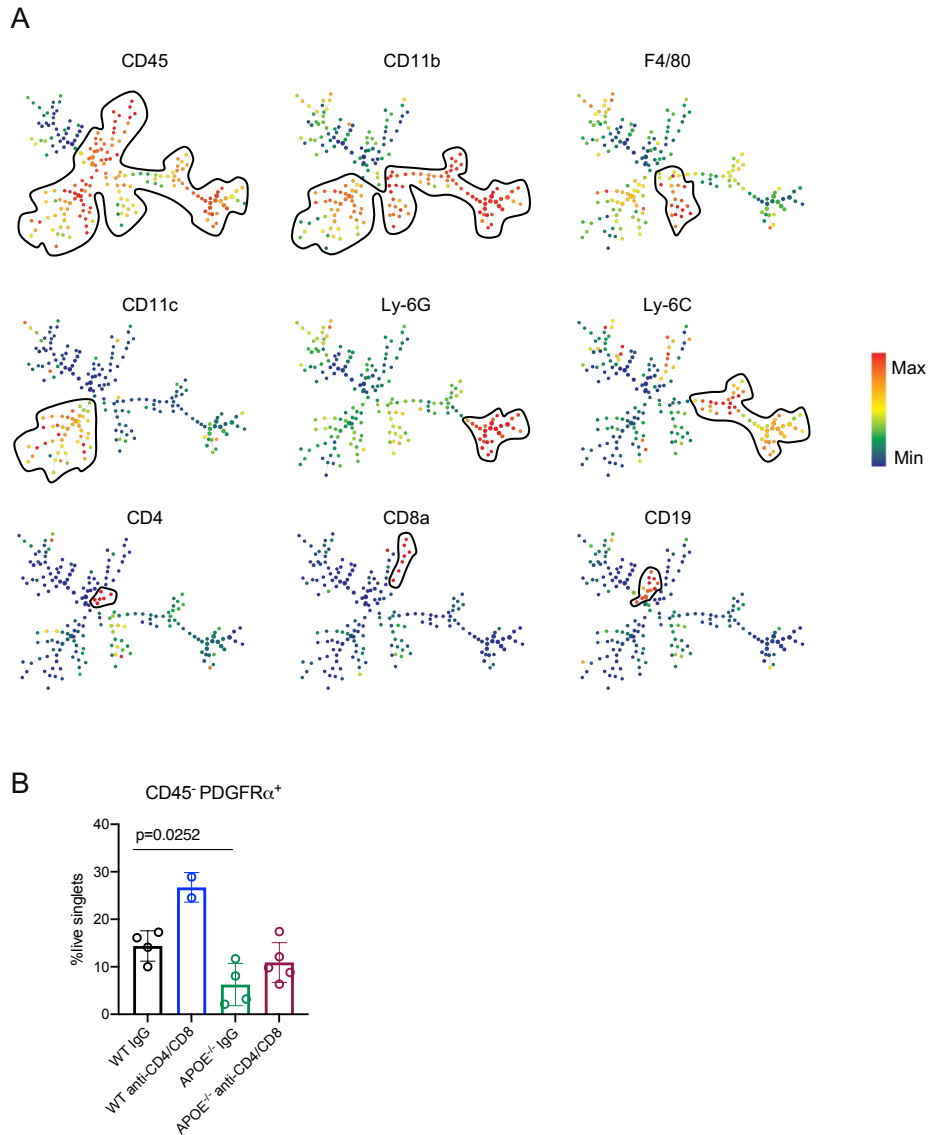 A
CD45
CD11b
F4/80
CD11c
Ly-6G
Ly-6C
Max
Min
CD4
CD8a
CD19
B
CD45⁻ PDGFRα⁺
p=0.0252
%live singlets
40
30
20
10
0
WT IgG
WT anti-CD4/CD8
APOE⁻/⁻ IgG
APOE⁻/⁻ anti-CD4/CD8